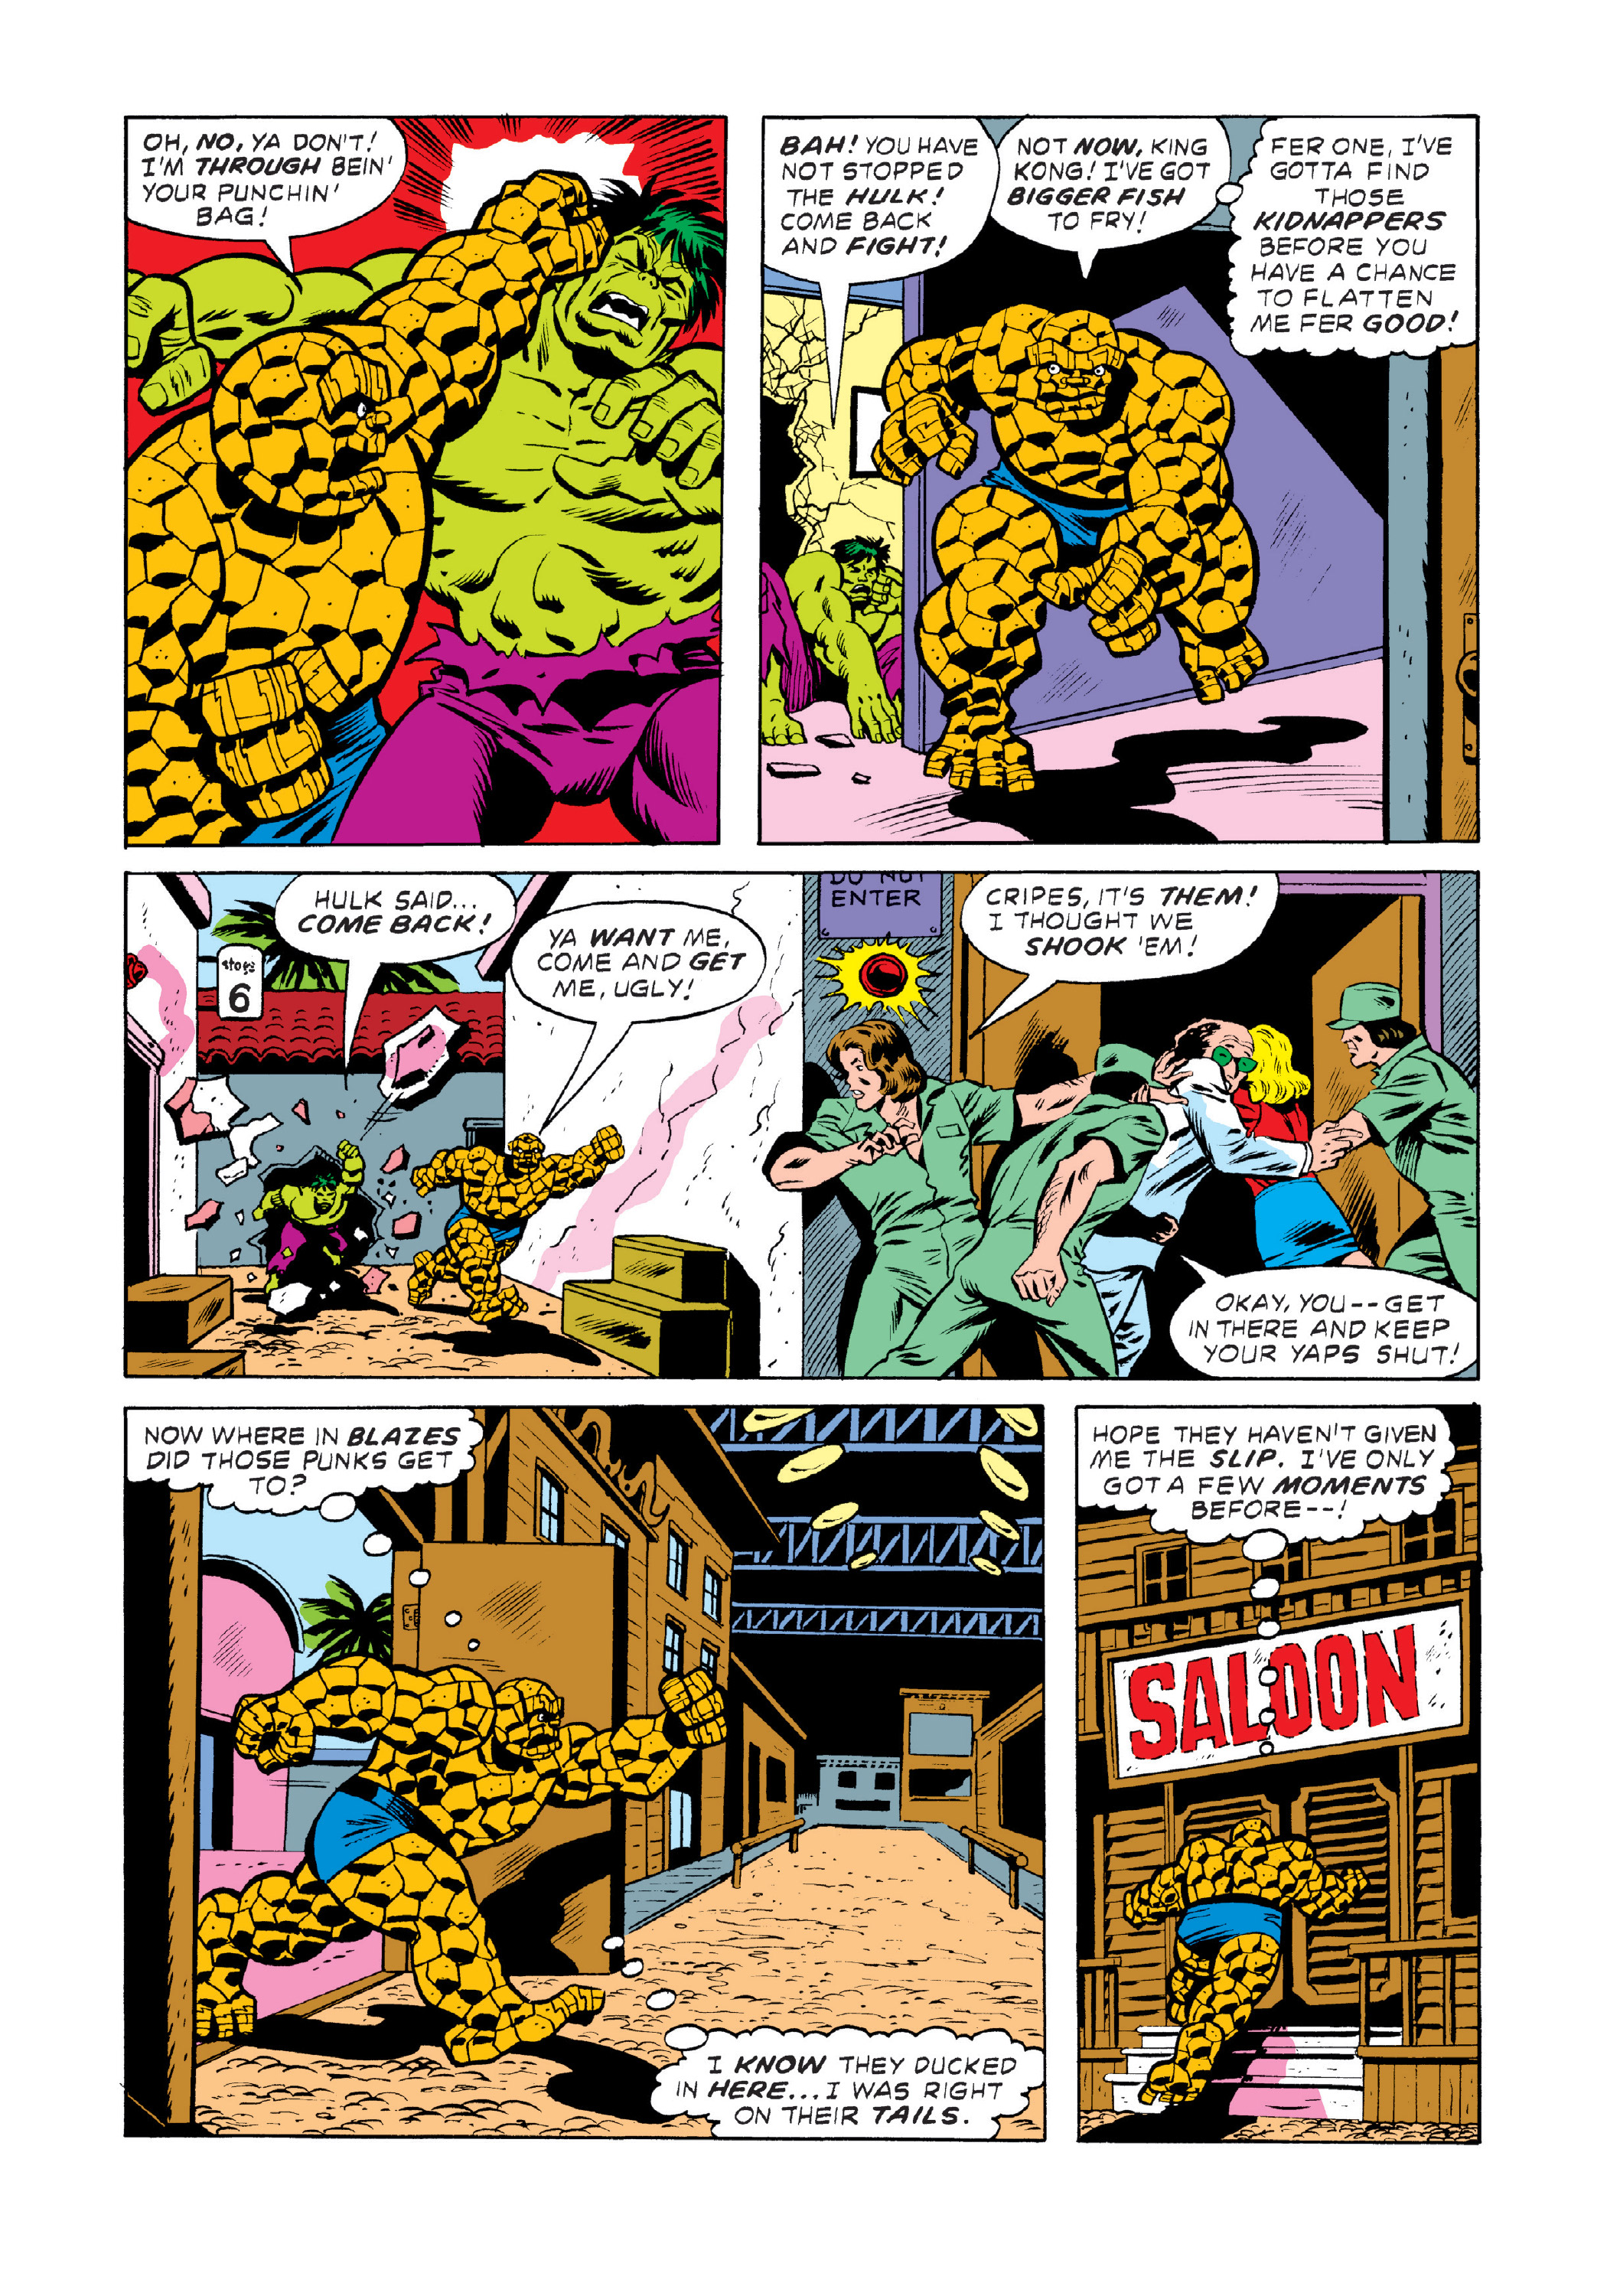 OH, NO, YA DON'T!
I'M THROUGH BEIN'
YOUR PUNCHIN'
BAG!
BAH! YOU HAVE
NOT STOPPED
THE HULK!
COME BACK
AND FIGHT!
NOT NOW, KING
KONG! I'VE GOT
BIGGER FISH
TO FRY!
FER ONE, I'VE
GOTTA FIND
THOSE
KIDNAPPERS
BEFORE YOU
HAVE A CHANCE
TO FLATTEN
ME FER GOOD!
HULK SAID...
COME BACK!
stage
6
YA WANT ME,
COME AND GET
ME, UGLY!
DO NOT
ENTER
CRIPES, IT'S THEM!
I THOUGHT WE
SHOOK 'EM!
OKAY, YOU--GET
IN THERE AND KEEP
YOUR YAPS SHUT!
NOW WHERE IN BLAZES
DID THOSE PUNKS GET
TO?
I KNOW THEY DUCKED
IN HERE...I WAS RIGHT
ON THEIR TAILS.
HOPE THEY HAVEN'T GIVEN
ME THE SLIP. I'VE ONLY
GOT A FEW MOMENTS
BEFORE--!
SALOON